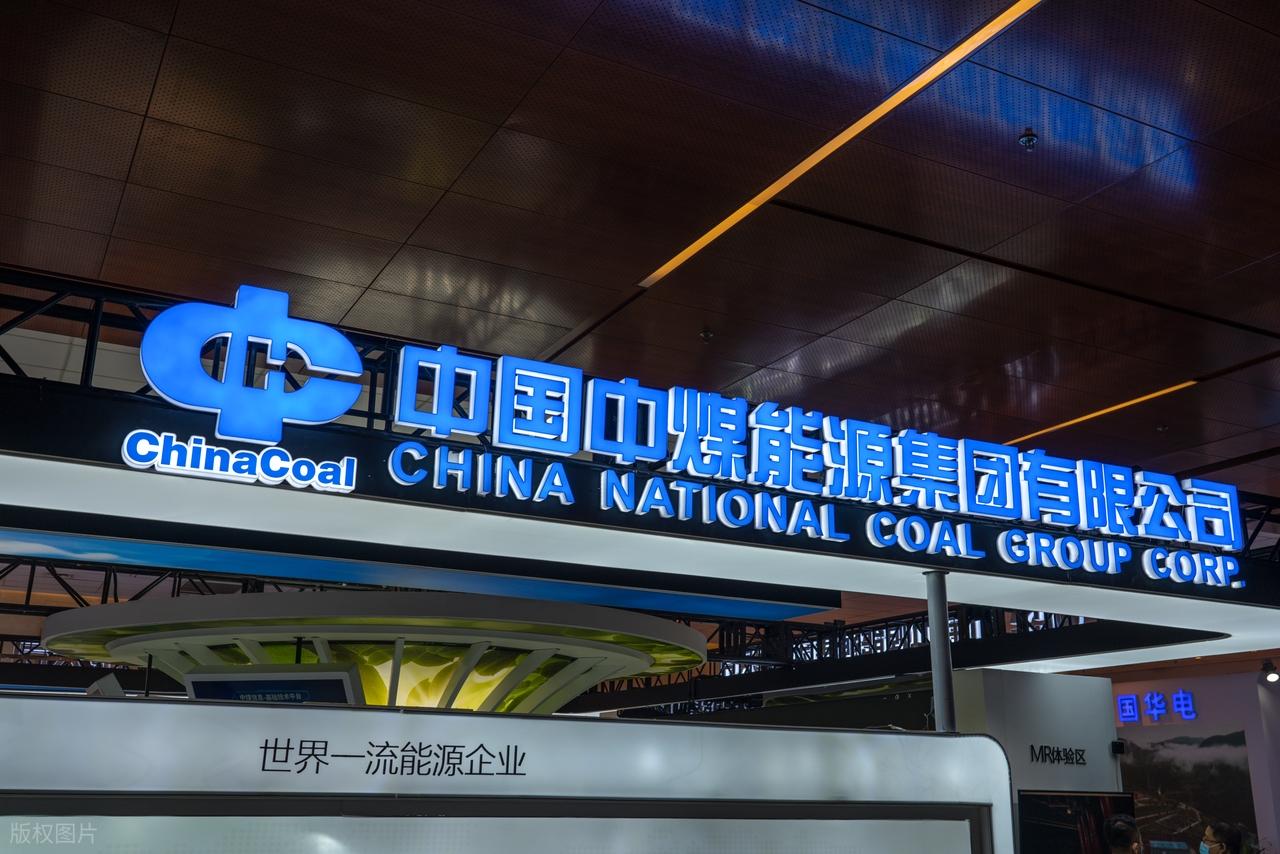 中国中煤能源集团有限公司
ChinaCoal
CHINA NATIONAL COAL GROUP CORP.
国华电
世界一流能源企业
MR体验区
版权图片